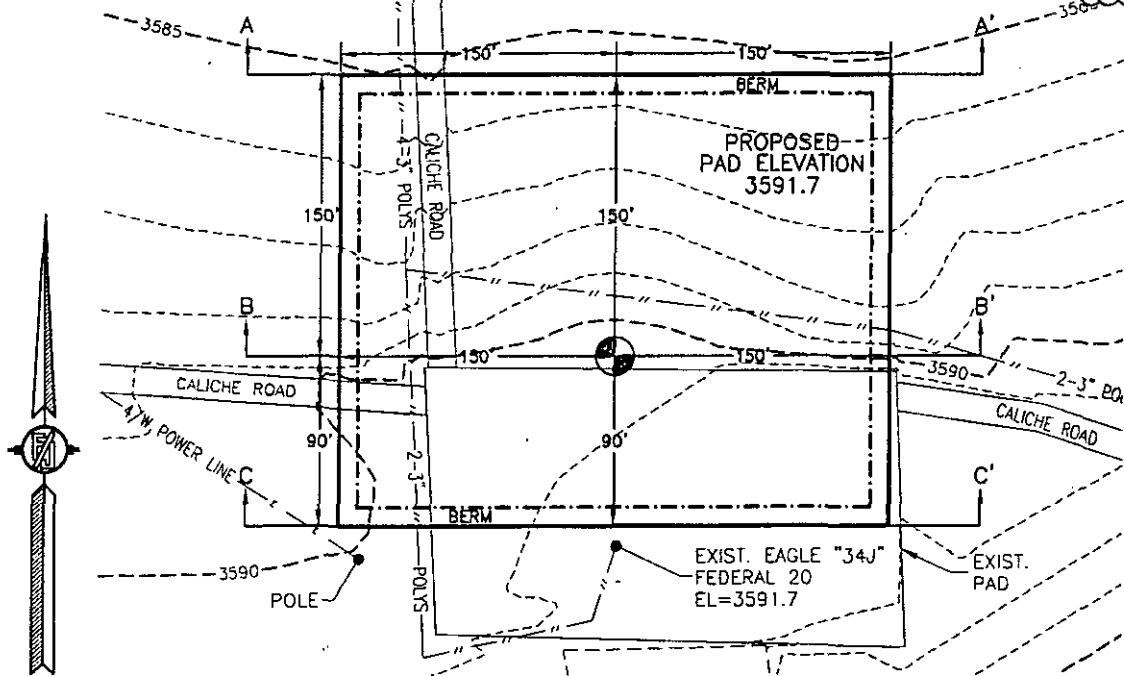 3585
A
A'
150'
150'
BERM
PROPOSED
PAD ELEVATION
3591.7
CALICHE ROAD
POLYS
150'
150'
B
B'
150'
150'
3590
CALICHE ROAD
2-3"
CALICHE ROAD
4/W POWER LINE
90'
90'
2-3"
C
C'
BERM
3590
POLE
POLYS
EXIST. EAGLE "34J"
FEDERAL 20
EL=3591.7
EXIST.
PAD